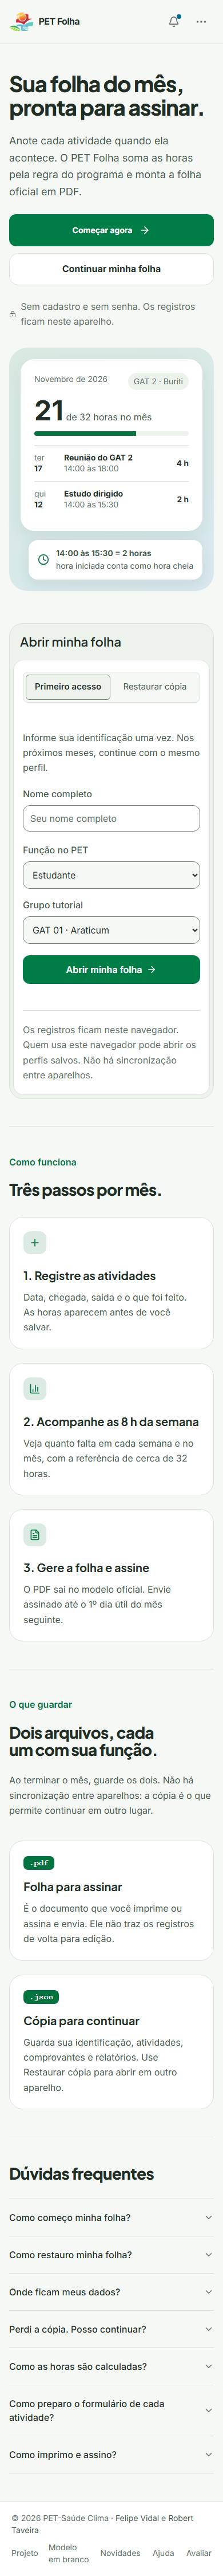 PET Folha
Sua folha do mês,
pronta para assinar.
Anote cada atividade quando ela
acontece. O PET Folha soma as horas
pela regra do programa e monta a folha
oficial em PDF.
Começar agora
Continuar minha folha
Sem cadastro e sem senha. Os registros
ficam neste aparelho.
Novembro de 2026
GAT 2 · Buriti
21 de 32 horas no mês
ter
17
Reunião do GAT 2
14:00 às 18:00
4 h
qui
12
Estudo dirigido
14:00 às 15:30
2 h
14:00 às 15:30 = 2 horas
hora iniciada conta como hora cheia
Abrir minha folha
Primeiro acesso
Restaurar cópia
Informe sua identificação uma vez. Nos
próximos meses, continue com o mesmo
perfil.
Nome completo
Seu nome completo
Função no PET
Estudante
Grupo tutorial
GAT 01 · Araticum
Abrir minha folha
Os registros ficam neste navegador.
Quem usa este navegador pode abrir os
perfis salvos. Não há sincronização
entre aparelhos.
Como funciona
Três passos por mês.
1. Registre as atividades
Data, chegada, saída e o que foi feito.
As horas aparecem antes de você
salvar.
2. Acompanhe as 8 h da semana
Veja quanto falta em cada semana e no
mês, com a referência de cerca de 32
horas.
3. Gere a folha e assine
O PDF sai no modelo oficial. Envie
assinado até o 1º dia útil do mês
seguinte.
O que guardar
Dois arquivos, cada
um com sua função.
Ao terminar o mês, guarde os dois. Não há
sincronização entre aparelhos: a cópia é o que
permite continuar em outro lugar.
.pdf
Folha para assinar
É o documento que você imprime ou
assina e envia. Ele não traz os registros
de volta para edição.
.json
Cópia para continuar
Guarda sua identificação, atividades,
comprovantes e relatórios. Use
Restaurar cópia para abrir em outro
aparelho.
Dúvidas frequentes
Como começo minha folha?
Como restauro minha folha?
Onde ficam meus dados?
Perdi a cópia. Posso continuar?
Como as horas são calculadas?
Como preparo o formulário de cada
atividade?
Como imprimo e assino?
© 2026 PET-Saúde Clima · Felipe Vidal e Robert
Taveira
Projeto
Modelo
em branco
Novidades
Ajuda
Avaliar